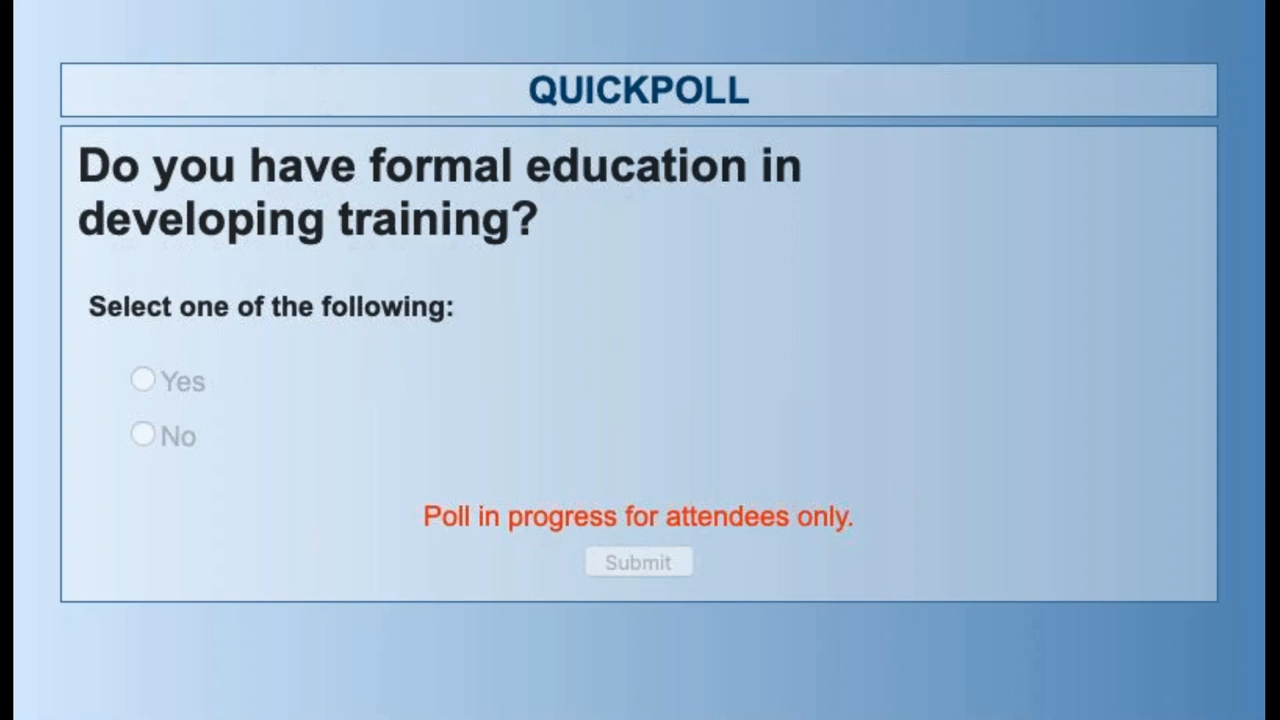 QUICKPOLL
Do you have formal education in
developing training?
Select one of the following:
Yes
No
Poll in progress for attendees only.
Submit